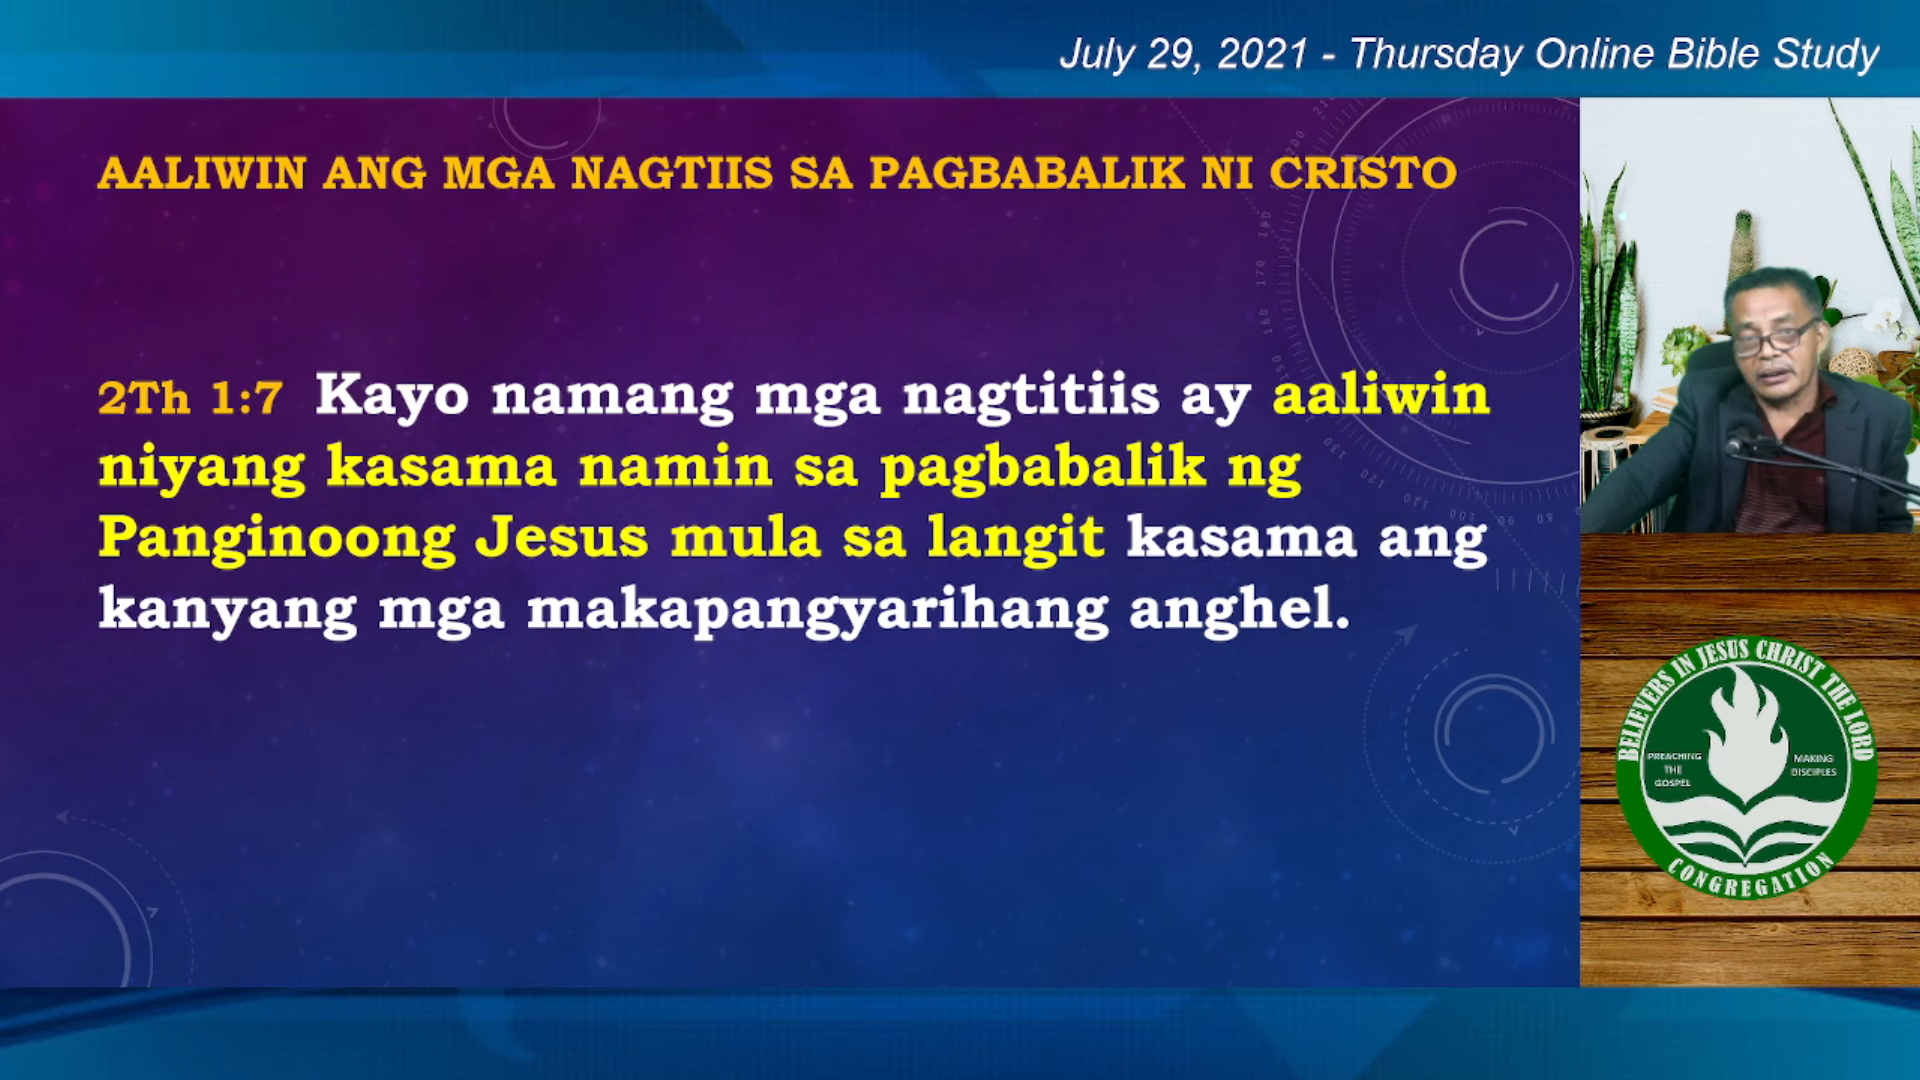 July 29, 2021 - Thursday Online Bible Study
AALIWIN ANG MGA NAGTIIS SA PAGBABALIK NI CRISTO
2Th 1:7 Kayo namang mga nagtitiis ay aaliwin
niyang kasama namin sa pagbabalik ng
Panginoong Jesus mula sa langit kasama ang
kanyang mga makapangyarihang anghel.
BELIEVERS IN JESUS CHRIST THE LORD
PREACHING
THE
GOSPEL
MAKING
DISCIPLES
CONGREGATION